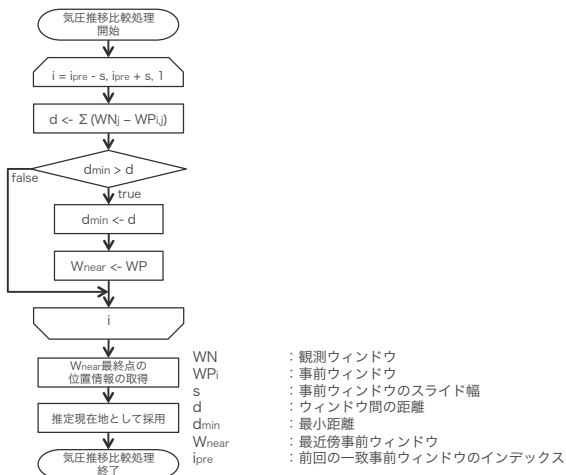 気圧推移比較処理
開始
i = ipre - s, ipre + s, 1
d <- Σ (WNj – WPi,j)
dmin > d
false
true
dmin <- d
Wnear <- WP
i
Wnear最終点の
位置情報の取得
推定現在地として採用
気圧推移比較処理
終了
WN ：観測ウィンドウ
WPi ：事前ウィンドウ
s ：事前ウィンドウのスライド幅
d ：ウィンドウ間の距離
dmin ：最小距離
Wnear ：最近傍事前ウィンドウ
ipre ：前回の一致事前ウィンドウのインデックス